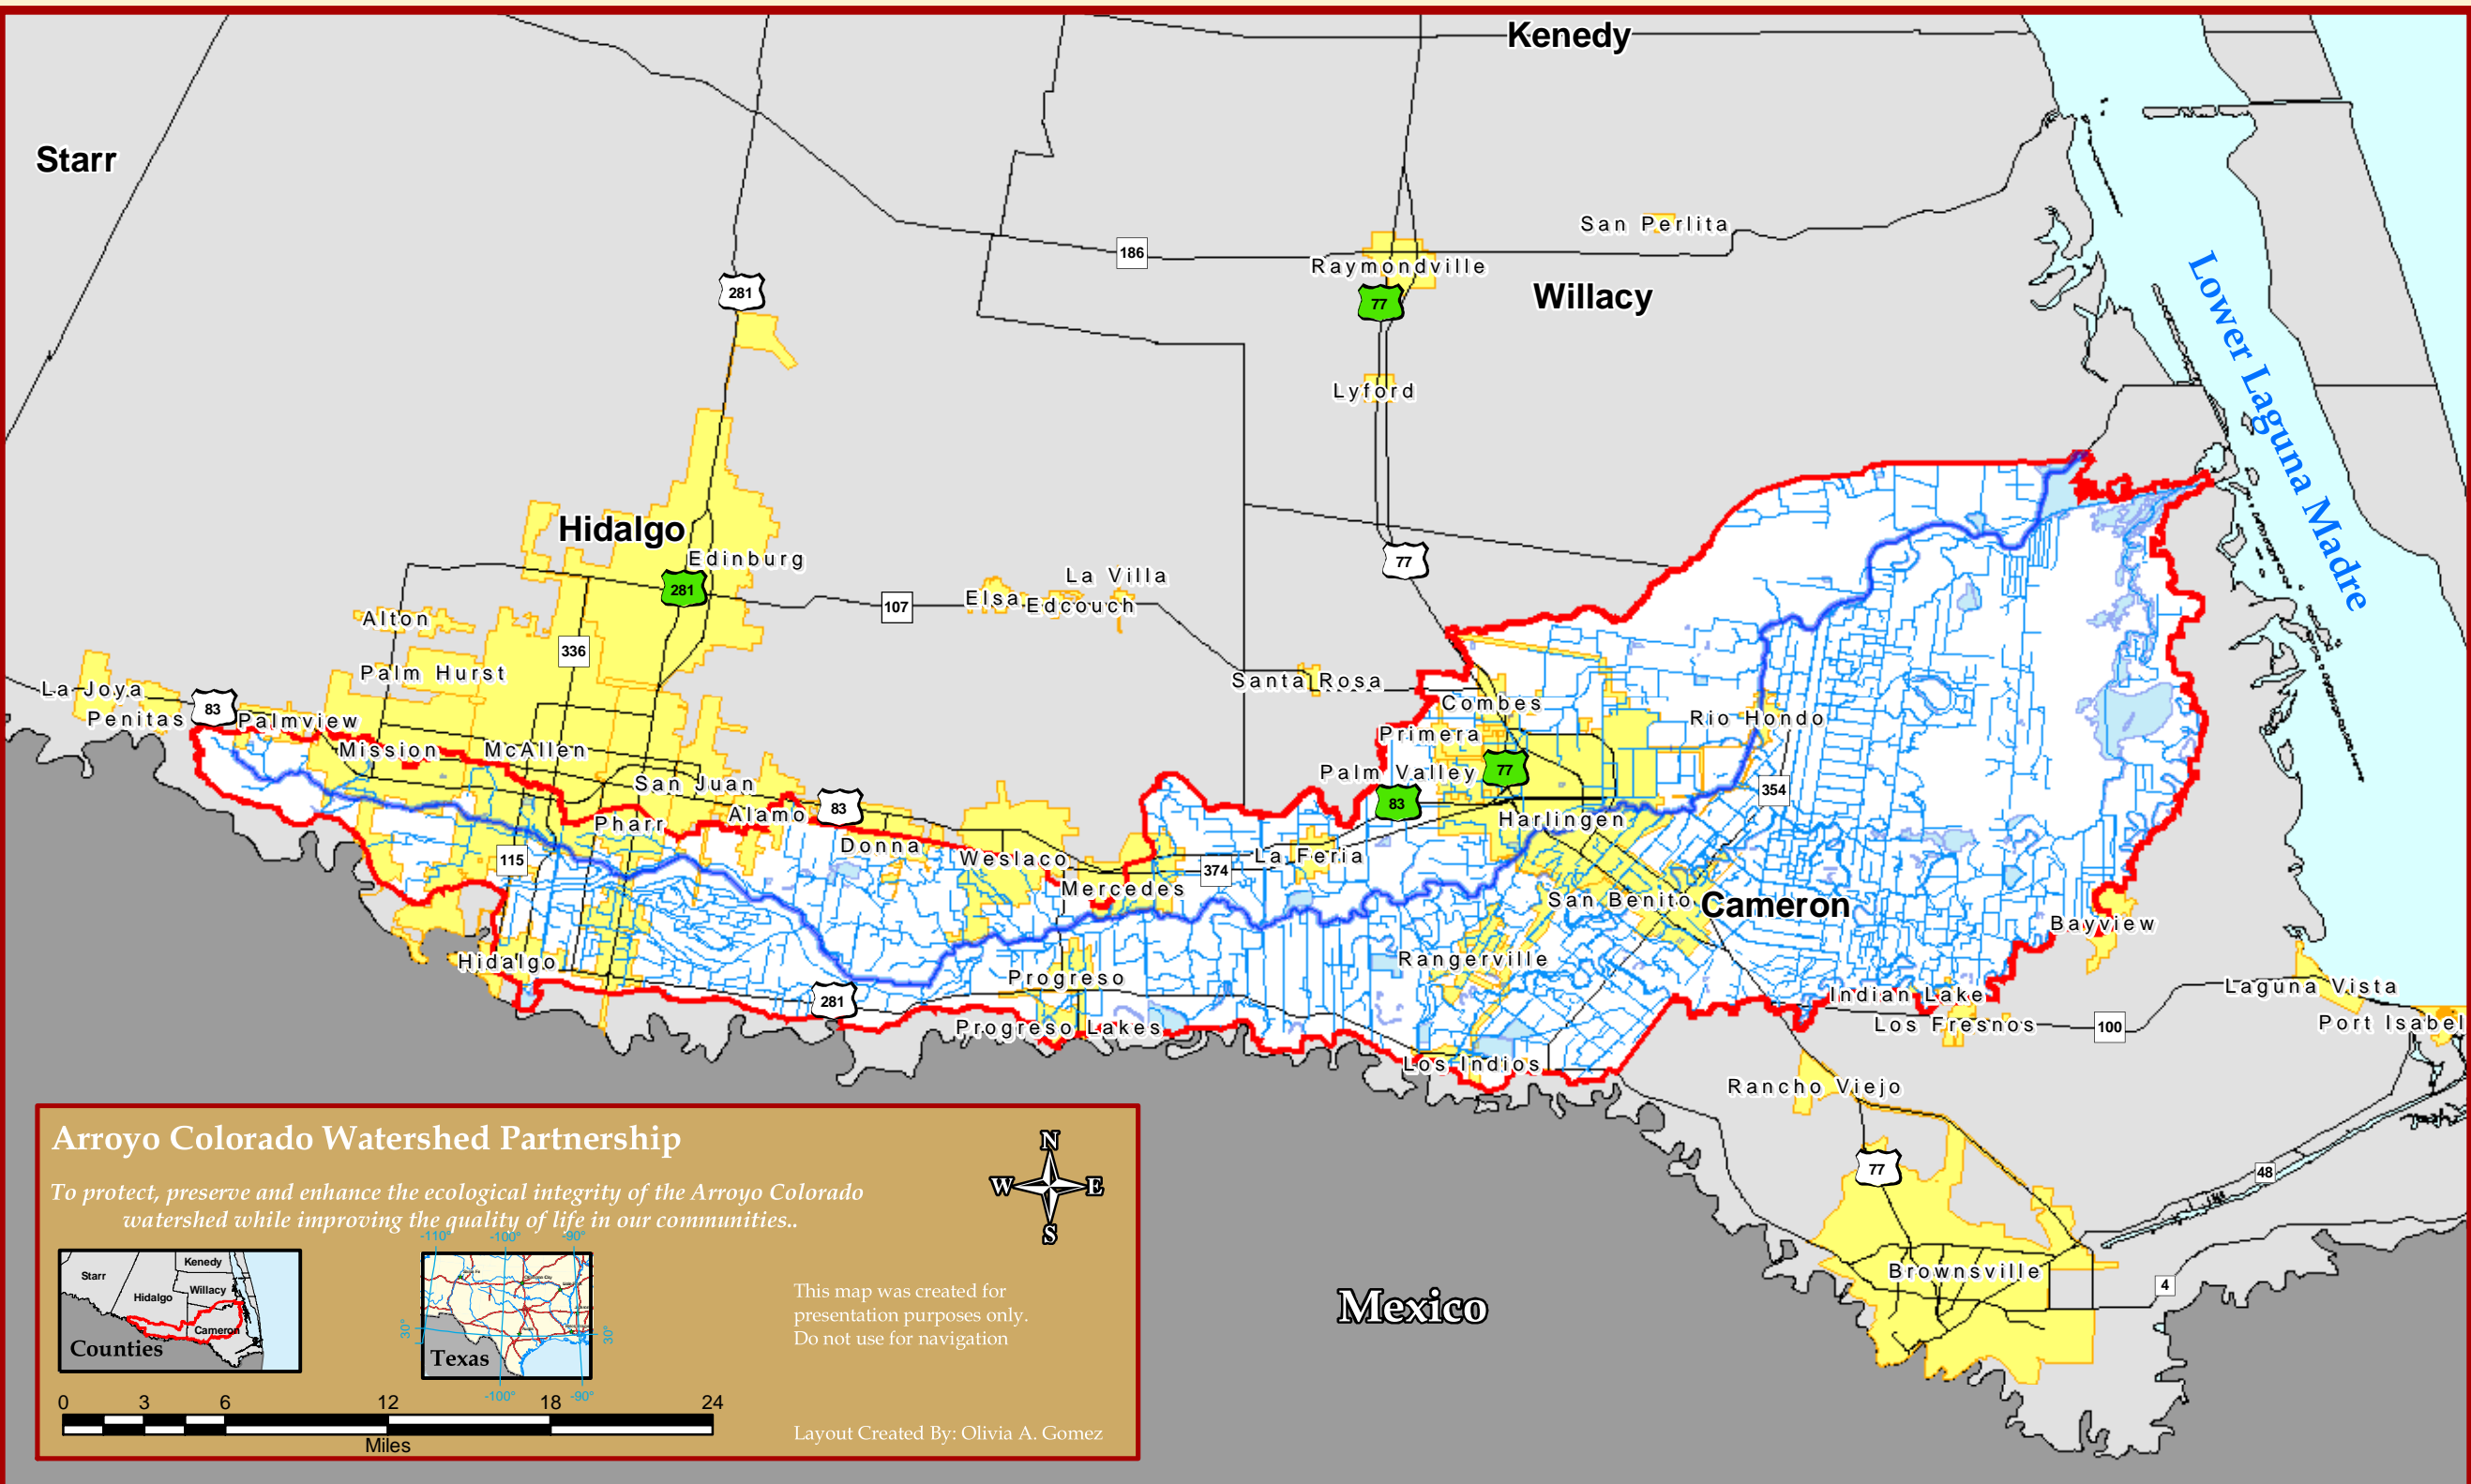 Kenedy
Starr
San Perlita
186
Raymondville
281
Willacy
77
Lower Laguna Madre
Lyford
Hidalgo
Edinburg
77
La Villa
281
Elsa
Edcouch
107
Alton
336
Palm Hurst
Santa Rosa
La Joya
83
Penitas
Palmview
Combes
Rio Hondo
Primera
Mission
McAllen
Palm Valley
77
San Juan
354
83
83
Alamo
Pharr
Harlingen
Donna
La Feria
115
Weslaco
374
Mercedes
San Benito
Cameron
Bayview
Hidalgo
Rangerville
Progreso
Laguna Vista
281
Indian Lake
Progreso Lakes
Los Fresnos
100
Port Isabel
Los Indios
Rancho Viejo
77
48
Brownsville
4
Mexico
Arroyo Colorado Watershed Partnership
To protect, preserve and enhance the ecological integrity of the Arroyo Colorado
watershed while improving the quality of life in our communities..
N
W E
S
Kenedy
Starr
Willacy
Hidalgo
Cameron
Counties
-110° -100° -90°
30° 30°
Texas
-100° -90°
This map was created for
presentation purposes only.
Do not use for navigation
0 3 6 12 18 24
Miles
Layout Created By: Olivia A. Gomez